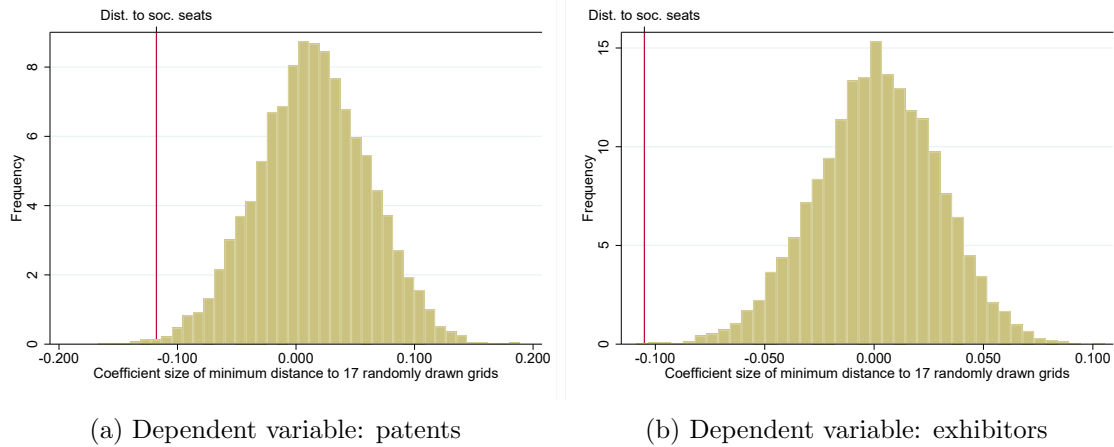 Dist. to soc. seats
Frequency
8
6
4
2
0
-0.200 -0.100 0.000 0.100 0.200
Coefficient size of minimum distance to 17 randomly drawn grids
(a) Dependent variable: patents
Dist. to soc. seats
Frequency
15
10
5
0
-0.100 -0.050 0.000 0.050 0.100
Coefficient size of minimum distance to 17 randomly drawn grids
(b) Dependent variable: exhibitors